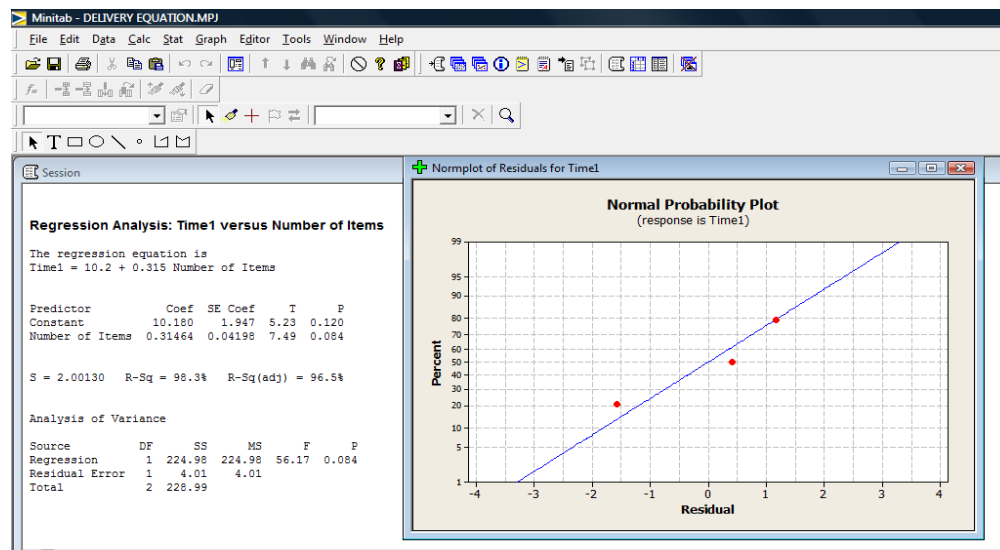 Minitab - DELIVERY EQUATION.MPJ
File Edit Data Calc Stat Graph Editor Tools Window Help
Session
Regression Analysis: Time1 versus Number of Items
The regression equation is
Time1 = 10.2 + 0.315 Number of Items
Predictor Coef SE Coef T P
Constant 10.180 1.947 5.23 0.120
Number of Items 0.31464 0.04198 7.49 0.084
S = 2.00130 R-Sq = 98.3% R-Sq(adj) = 96.5%
Analysis of Variance
Source DF SS MS F P
Regression 1 224.98 224.98 56.17 0.084
Residual Error 1 4.01 4.01
Total 2 228.99
Normplot of Residuals for Time1
Normal Probability Plot
(response is Time1)
Percent
99
95
90
80
70
60
50
40
30
20
10
5
1
-4 -3 -2 -1 0 1 2 3 4
Residual